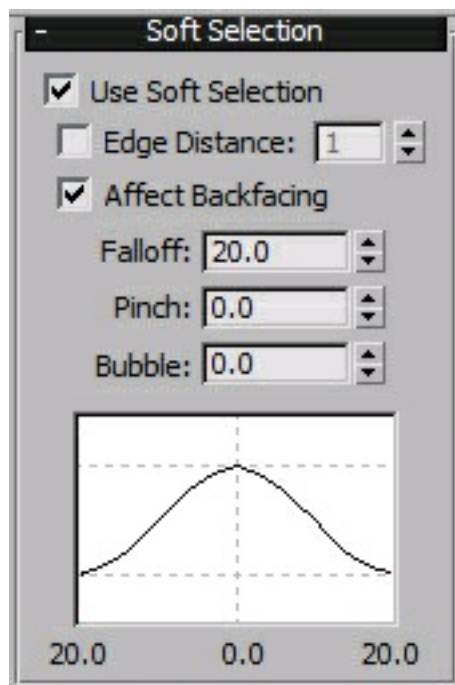 - Soft Selection
Use Soft Selection
Edge Distance: 1
Affect Backfacing
Falloff: 20.0
Pinch: 0.0
Bubble: 0.0
20.0 0.0 20.0